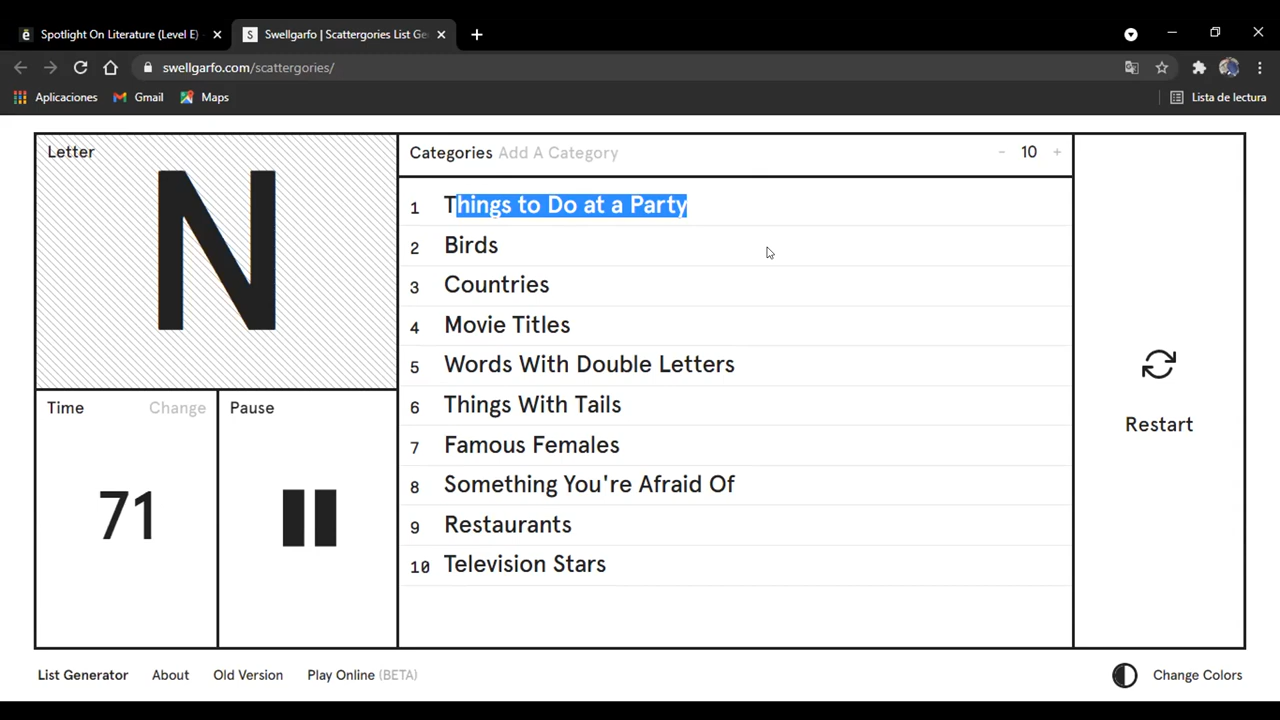 Spotlight On Literature (Level E)
Swellgarfo | Scattergories List Ge
swellgarfo.com/scattergories/
Aplicaciones
Gmail
Maps
Lista de lectura
Letter
N
Categories Add A Category
- 10 +
1 Things to Do at a Party
2 Birds
3 Countries
4 Movie Titles
5 Words With Double Letters
6 Things With Tails
7 Famous Females
8 Something You're Afraid Of
9 Restaurants
10 Television Stars
Time Change
71
Pause
Restart
List Generator
About
Old Version
Play Online (BETA)
Change Colors